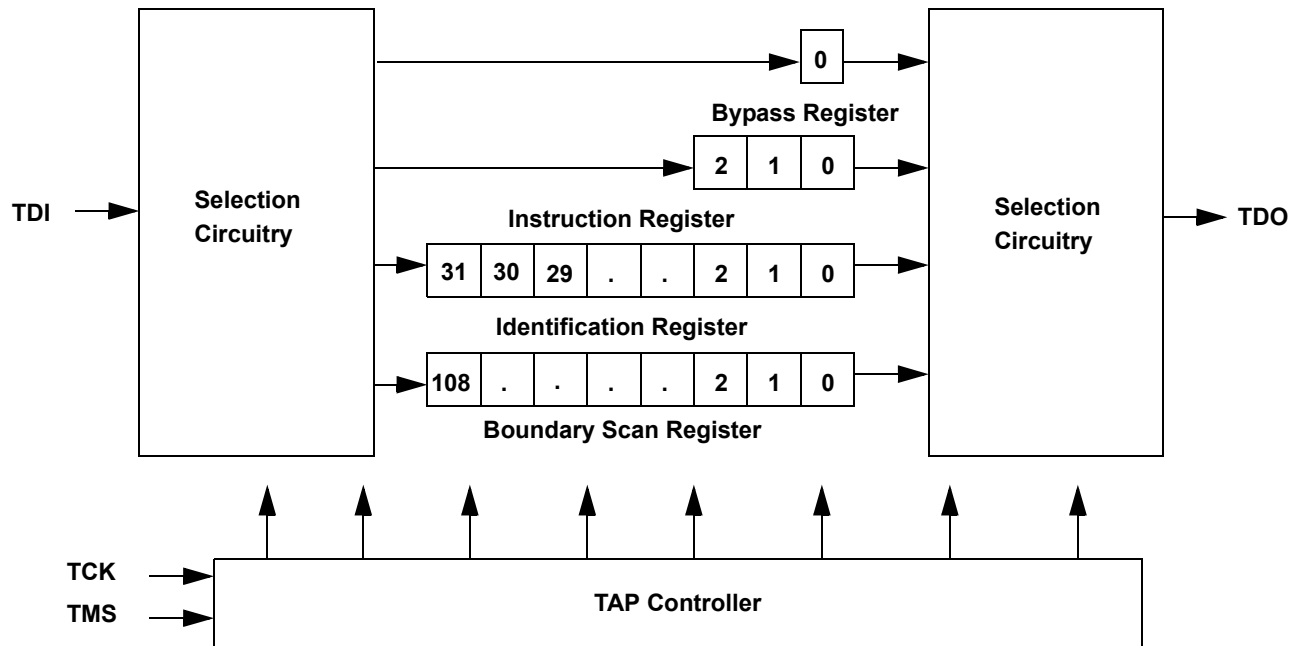 0
Bypass Register
2 1 0
Selection
Circuitry
Selection
Circuitry
TDI
TDO
Instruction Register
31 30 29 . . 2 1 0
Identification Register
108 . . . . 2 1 0
Boundary Scan Register
TCK
TMS
TAP Controller